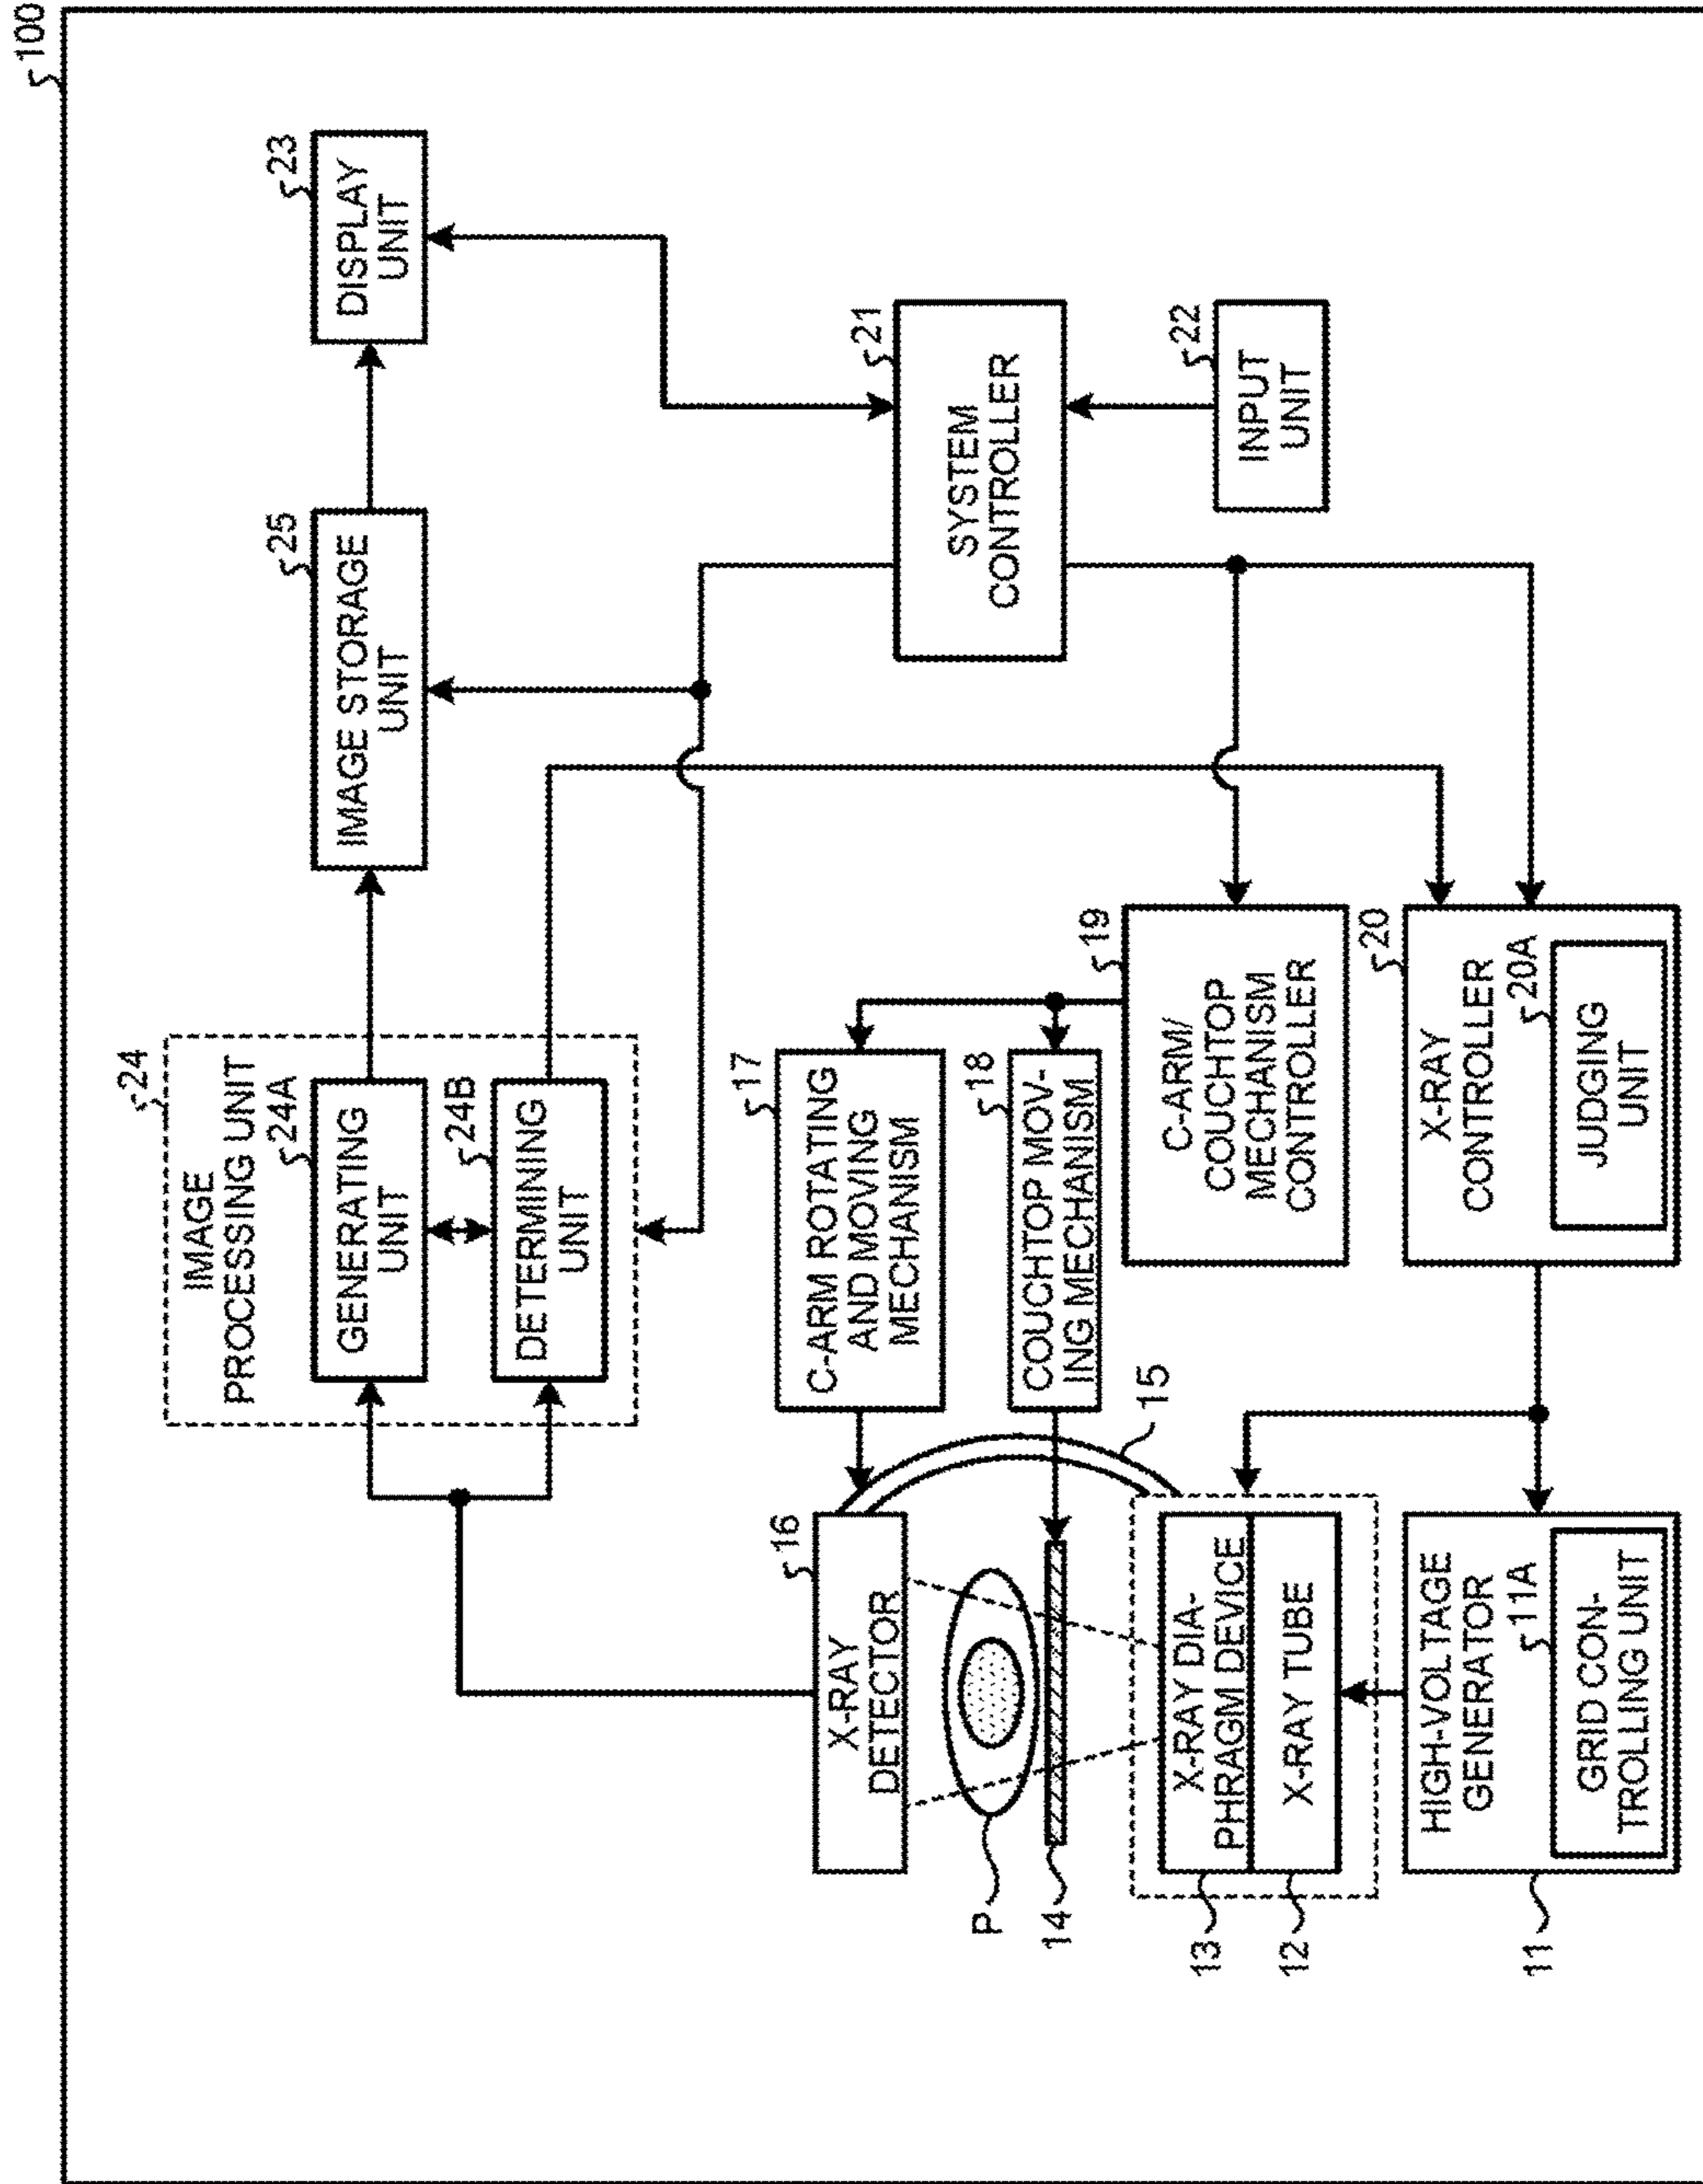 100
24
IMAGE
PROCESSING UNIT
24A
GENERATING
UNIT
24B
DETERMINING
UNIT
25
IMAGE STORAGE
UNIT
23
DISPLAY
UNIT
16
X-RAY
DETECTOR
17
C-ARM ROTATING
AND MOVING
MECHANISM
18
COUCHTOP MOV-
ING MECHANISM
15
P
14
19
C-ARM/
COUCHTOP
MECHANISM
CONTROLLER
21
SYSTEM
CONTROLLER
22
INPUT
UNIT
13
X-RAY DIA-
PHRAGM DEVICE
12
X-RAY TUBE
11
HIGH-VOLTAGE
GENERATOR
11A
GRID CON-
TROLLING UNIT
20
X-RAY
CONTROLLER
20A
JUDGING
UNIT